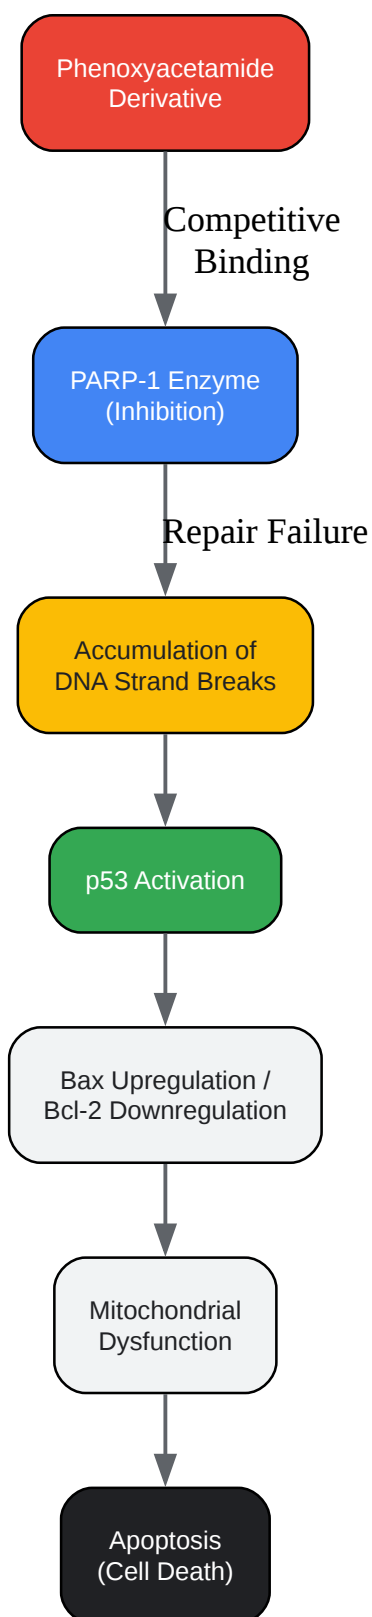 Phenoxyacetamide
Derivative
Competitive
Binding
PARP-1 Enzyme
(Inhibition)
Repair Failure
Accumulation of
DNA Strand Breaks
p53 Activation
Bax Upregulation /
Bcl-2 Downregulation
Mitochondrial
Dysfunction
Apoptosis
(Cell Death)